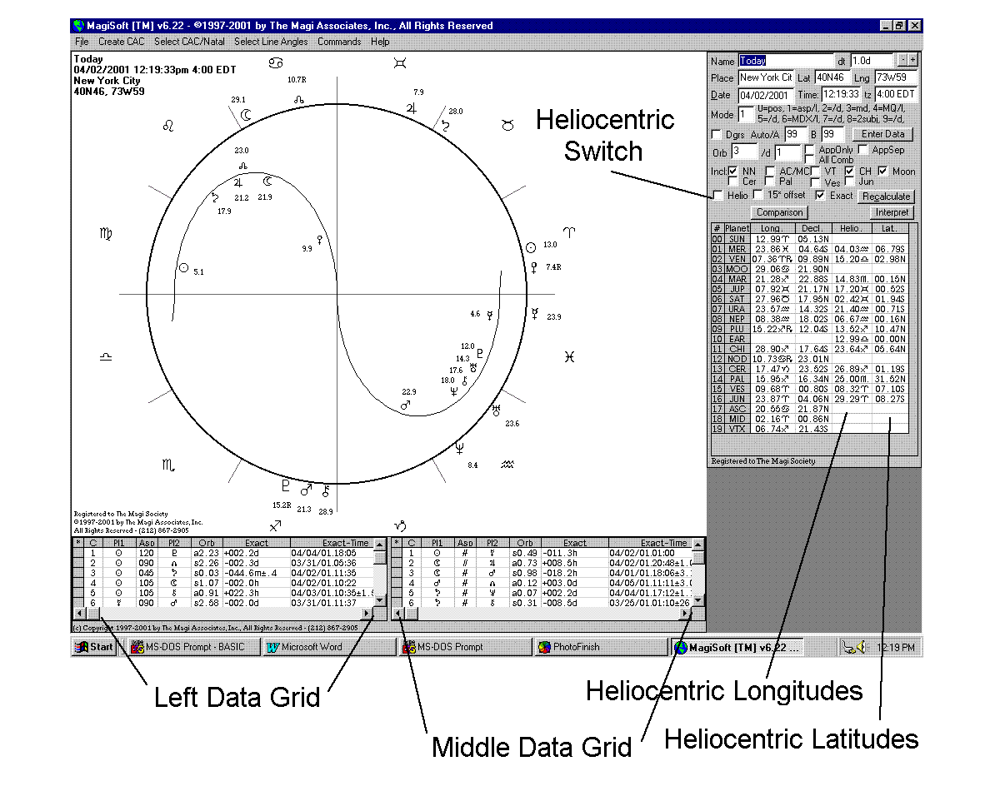 MagiSoft [TM] v6.22 - ©1997-2001 by The Magi Associates, Inc., All Rights Reserved
File Create CAC Select CAC/Natal Select Line Angles Commands Help
Today
04/02/2001 12:19:33pm 4:00 EDT
New York City
40N46, 73W59
10.7R
7.9
29.1
28.0
23.0
21.2 21.9
17.9
9.9
5.1
13.0
7.4R
4.6
23.9
12.0
14.3
17.6
18.0
22.9
23.6
8.4
15.2R 21.3 28.9
Registered to The Magi Society
©1997-2001 by The Magi Associates, Inc.
All Rights Reserved - (212) 867-2905
Heliocentric
Switch
Name Today dt 1.0d - +
Place New York Cit Lat 40N46 Lng 73W59
Date 04/02/2001 Time: 12:19:33 tz 4:00 EDT
Mode 1 U=pos, 1=asp/l, 2=/d, 3=md, 4=MQ/l,
5=/d, 6=MDX/l, 7=/d, 8=2subj, 9=/d,
Dgrs Auto/A 99 B 99 Enter Data
Orb 3 /d 1 AppOnly AppSep
All Comb
Incl: NN AC/MC VT CH Moon
Cer Pal Ves Jun
Helio 15° offset Exact Recalculate
Comparison Interpret
# Planet Long. Decl. Helio. Lat.
00 SUN 12.99♈ 05.13N
01 MER 23.86♓ 04.64S 04.03♒ 06.79S
02 VEN 07.36♈R 09.89N 15.20♎ 02.98N
03 MOO 29.06♋ 21.90N
04 MAR 21.28♐ 22.88S 14.83♏ 00.15N
05 JUP 07.92♊ 21.17N 17.20♊ 00.52S
06 SAT 27.96♉ 17.95N 02.42♊ 01.94S
07 URA 23.57♒ 14.32S 21.40♒ 00.71S
08 NEP 08.38♒ 18.02S 06.67♒ 00.16N
09 PLU 15.22♐R 12.04S 13.52♐ 10.47N
10 EAR 12.99♎ 00.00N
11 CHI 28.90♐ 17.64S 23.64♐ 05.64N
12 NOD 10.73♋R 23.01N
13 CER 17.47♑ 23.52S 26.89♐ 01.19S
14 PAL 15.95♐ 16.34N 25.00♏ 31.52N
15 VES 09.68♈ 00.80S 08.32♈ 07.10S
16 JUN 23.87♈ 04.06N 29.29♈ 08.27S
17 ASC 20.55♋ 21.87N
18 MID 02.16♈ 00.86N
19 VTX 06.74♐ 21.43S
Registered to The Magi Society
* C Pl1 Asp Pl2 Orb Exact Exact-Time
1 ☉ 120 ♇ a2.23 +002.2d 04/04/01.18:05
2 ☉ 090 ☊ s2.26 -002.3d 03/31/01.05:36
3 ☉ 045 ♄ s0.03 -044.6m±.4 04/02/01.11:35
4 ☉ 105 ☾ s1.07 -002.0h 04/02/01.10:22
5 ☉ 105 ⚷ a0.91 +022.3h 04/03/01.10:35±1.
6 ☿ 090 ♂ s2.58 -002.0d 03/31/01.11:37
* C Pl1 Asp Pl2 Orb Exact Exact-Time
1 ☉ # ☿ s0.49 -011.3h 04/02/01.01:00
2 ☾ // ♃ a0.73 +008.5h 04/02/01.20:48±1.
3 ☾ # ♂ s0.98 -018.2h 04/01/01.18:06±3.
4 ♂ # ☊ a0.12 +003.0d 04/05/01.11:11±3.
5 ♄ # ♆ a0.07 +002.2d 04/04/01.17:12±1.
6 ♄ # ⚷ s0.31 -008.5d 03/25/01.01:10±26
(c) Copyright 1997-2001 by The Magi Associates, Inc., All Rights Reserved - (212) 867-2905
Start MS-DOS Prompt - BASIC Microsoft Word MS-DOS Prompt PhotoFinish MagiSoft [TM] v6.22 ... 12:19 PM
Left Data Grid
Heliocentric Longitudes
Middle Data Grid
Heliocentric Latitudes